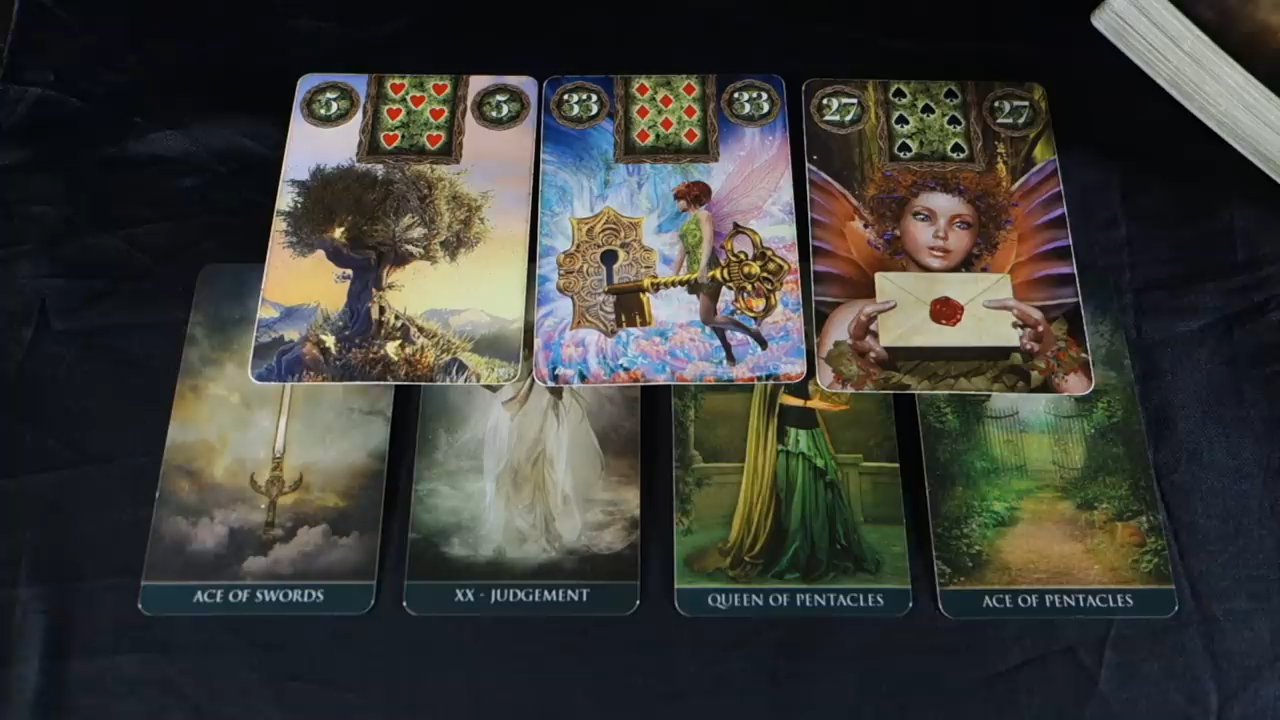 5 5
33 33
27 27
ACE OF SWORDS
XX - JUDGEMENT
QUEEN OF PENTACLES
ACE OF PENTACLES